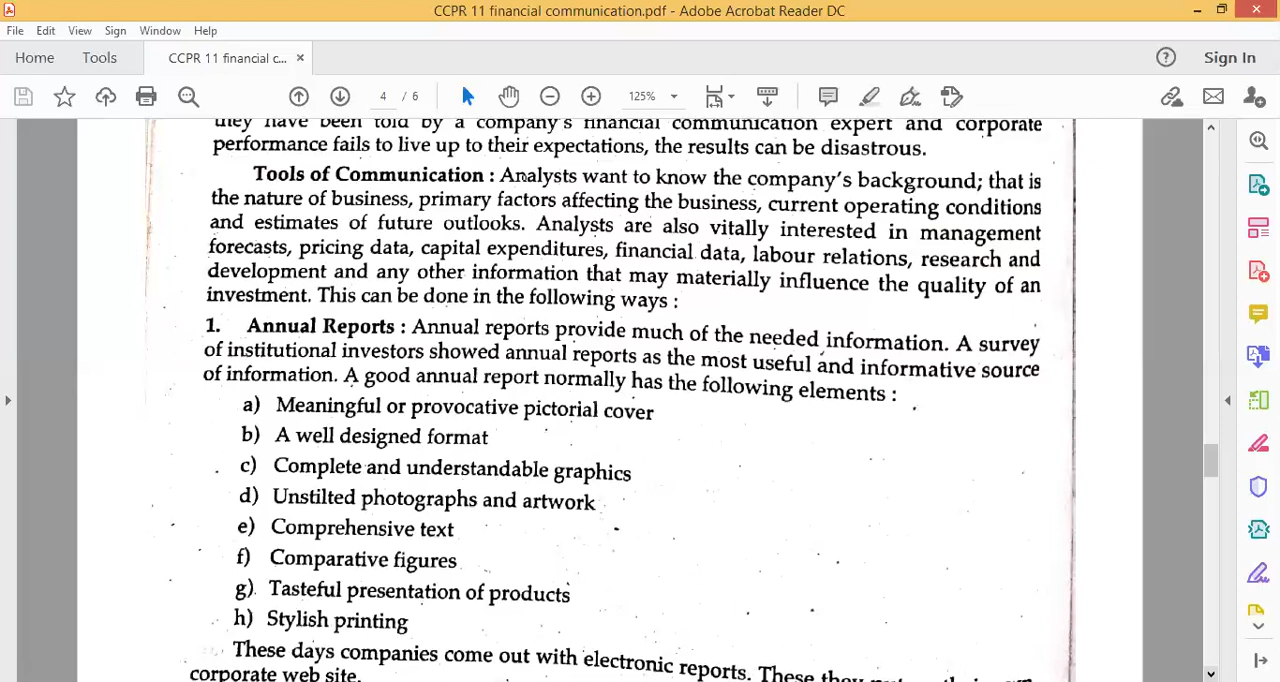 CCPR 11 financial communication.pdf - Adobe Acrobat Reader DC
File Edit View Sign Window Help
Home Tools CCPR 11 financial c... × Sign In
4 / 6 125%
they have been told by a company's financial communication expert and corporate
performance fails to live up to their expectations, the results can be disastrous.
Tools of Communication : Analysts want to know the company's background; that is
the nature of business, primary factors affecting the business, current operating conditions
and estimates of future outlooks. Analysts are also vitally interested in management
forecasts, pricing data, capital expenditures, financial data, labour relations, research and
development and any other information that may materially influence the quality of an
investment. This can be done in the following ways :
1. Annual Reports : Annual reports provide much of the needed information. A survey
of institutional investors showed annual reports as the most useful and informative source
of information. A good annual report normally has the following elements :
a) Meaningful or provocative pictorial cover
b) A well designed format
c) Complete and understandable graphics
d) Unstilted photographs and artwork
e) Comprehensive text
f) Comparative figures
g) Tasteful presentation of products
h) Stylish printing
These days companies come out with electronic reports. These they
corporate web site.